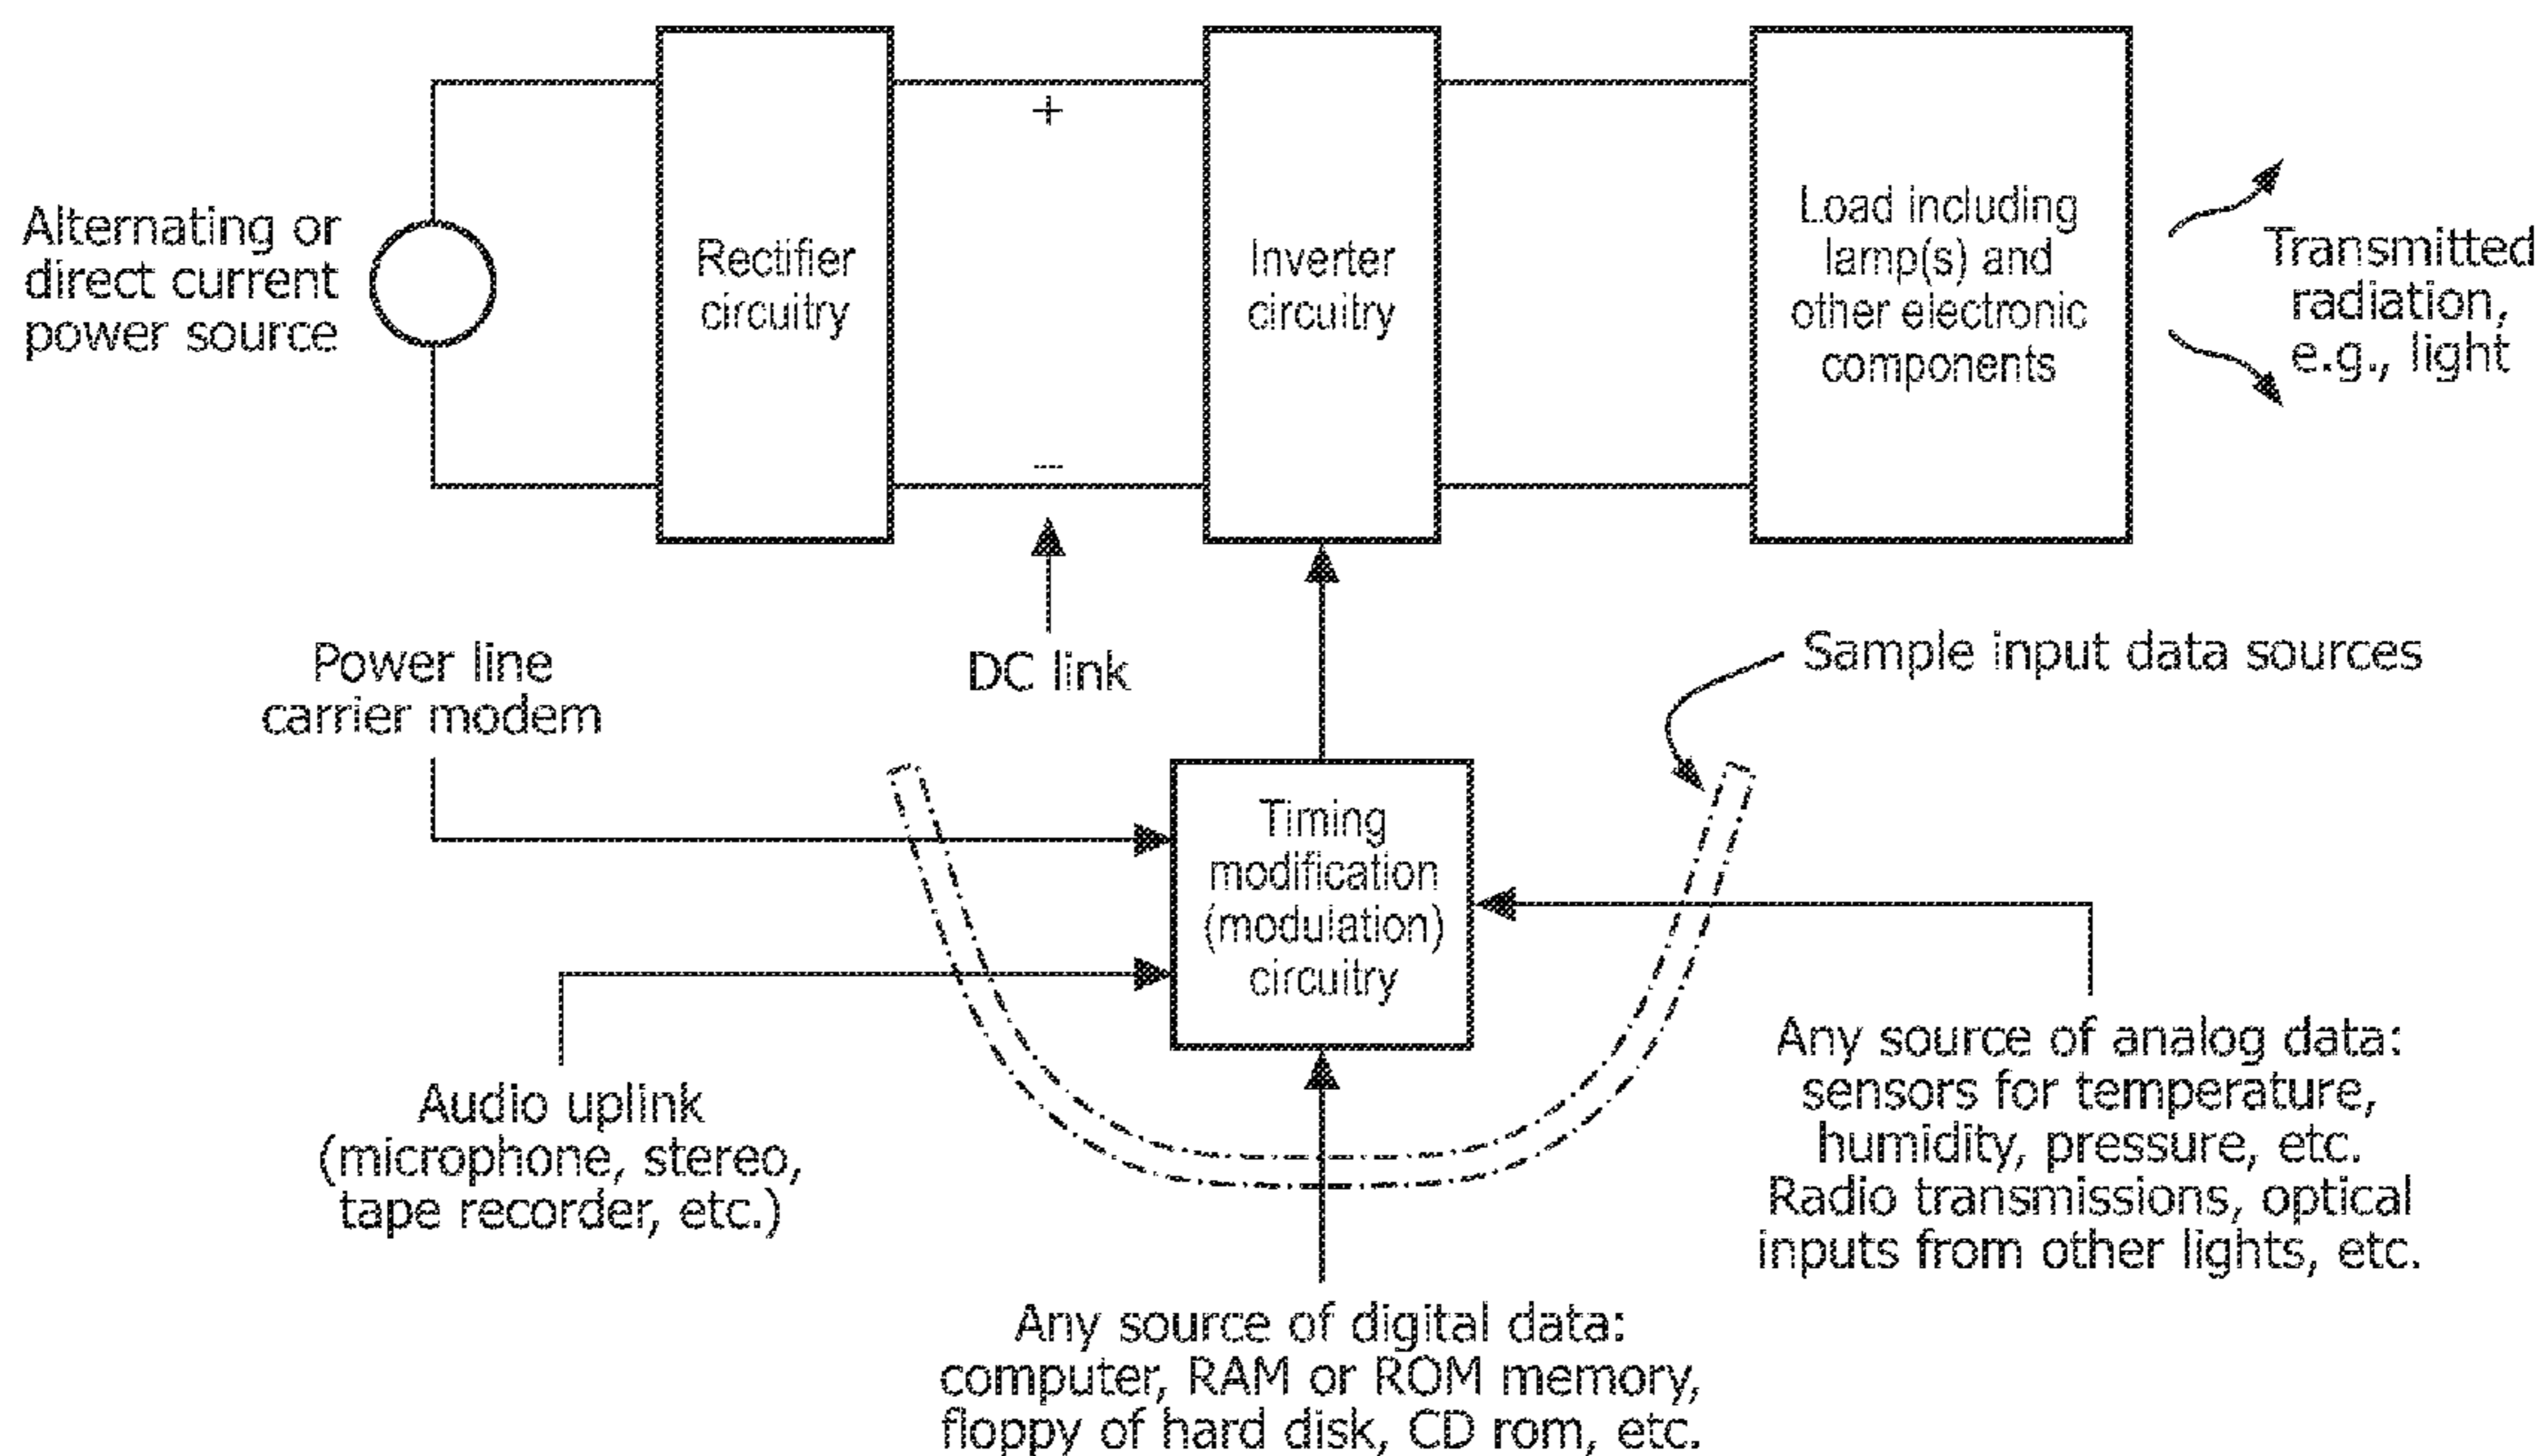 Alternating or
direct current
power source
Rectifier
circuitry
+
-
Inverter
circuitry
Load including
lamp(s) and
other electronic
components
Transmitted
radiation,
e.g., light
Power line
carrier modem
DC link
Sample input data sources
Timing
modification
(modulation)
circuitry
Audio uplink
(microphone, stereo,
tape recorder, etc.)
Any source of analog data:
sensors for temperature,
humidity, pressure, etc.
Radio transmissions, optical
inputs from other lights, etc.
Any source of digital data:
computer, RAM or ROM memory,
floppy of hard disk, CD rom, etc.